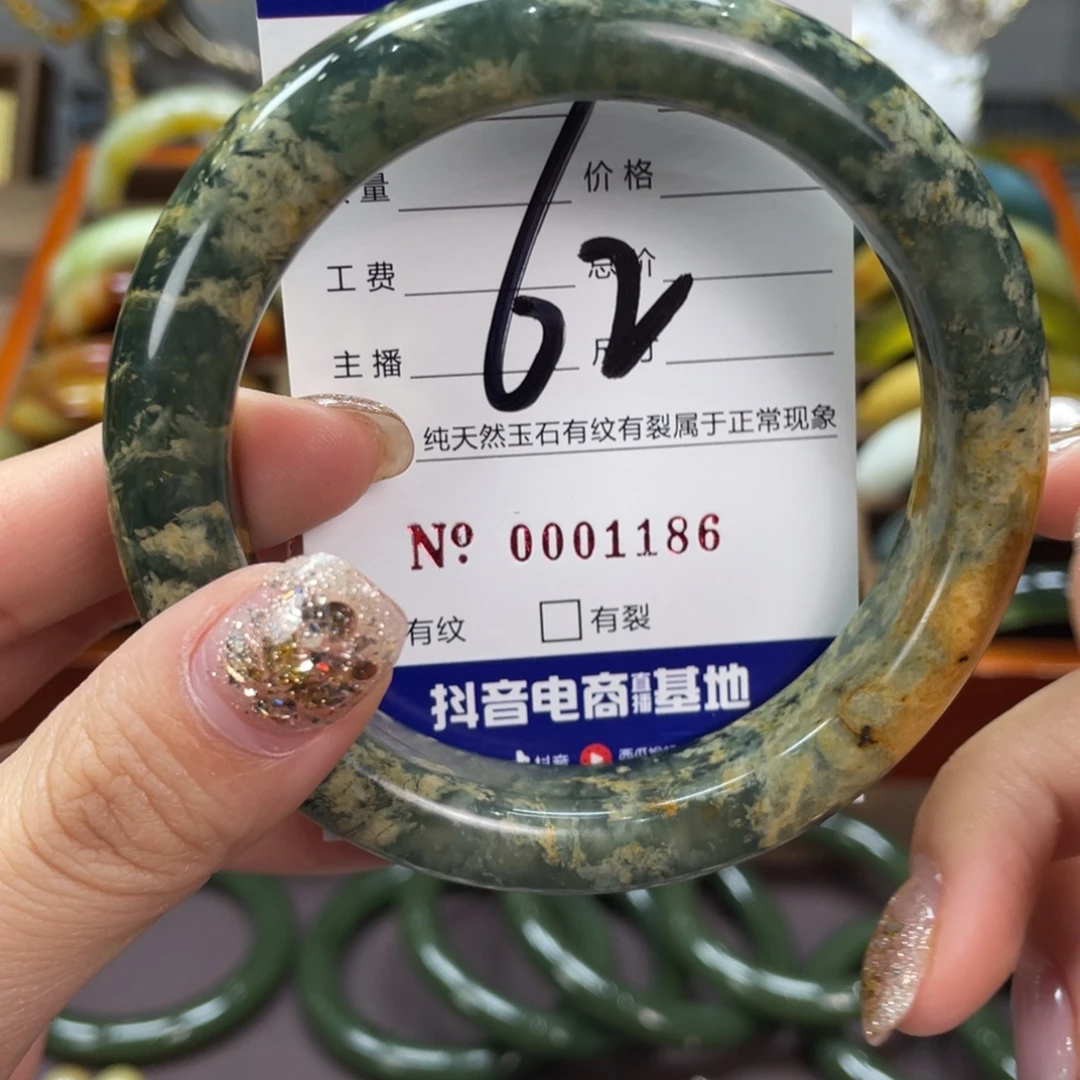 量 价格
工费 总价
主播 尺寸
62
纯天然玉石有纹有裂属于正常现象
Nº 0001186
有纹 有裂
抖音电商直播基地
抖音